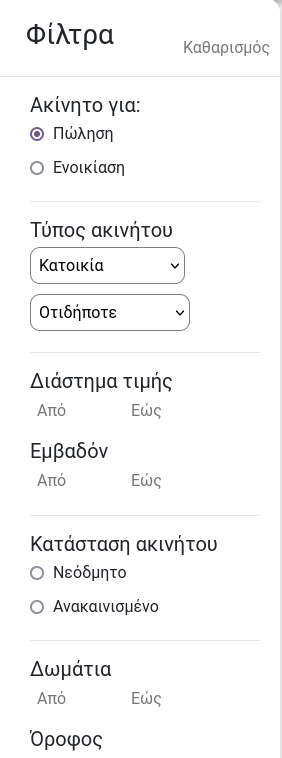 Φίλτρα
Καθαρισμός
Ακίνητο για:
Πώληση
Ενοικίαση
Τύπος ακινήτου
Κατοικία
Οτιδήποτε
Διάστημα τιμής
Από Εώς
Εμβαδόν
Από Εώς
Κατάσταση ακινήτου
Νεόδμητο
Ανακαινισμένο
Δωμάτια
Από Εώς
Όροφος